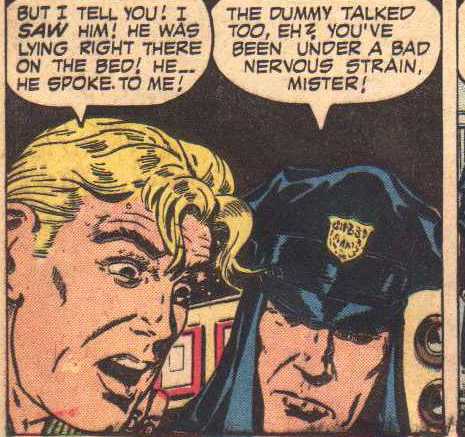 BUT I TELL YOU! I
SAW HIM! HE WAS
LYING RIGHT THERE
ON THE BED! HE__
HE SPOKE TO ME!
THE DUMMY TALKED
TOO, EH? YOU'VE
BEEN UNDER A BAD
NERVOUS STRAIN,
MISTER!